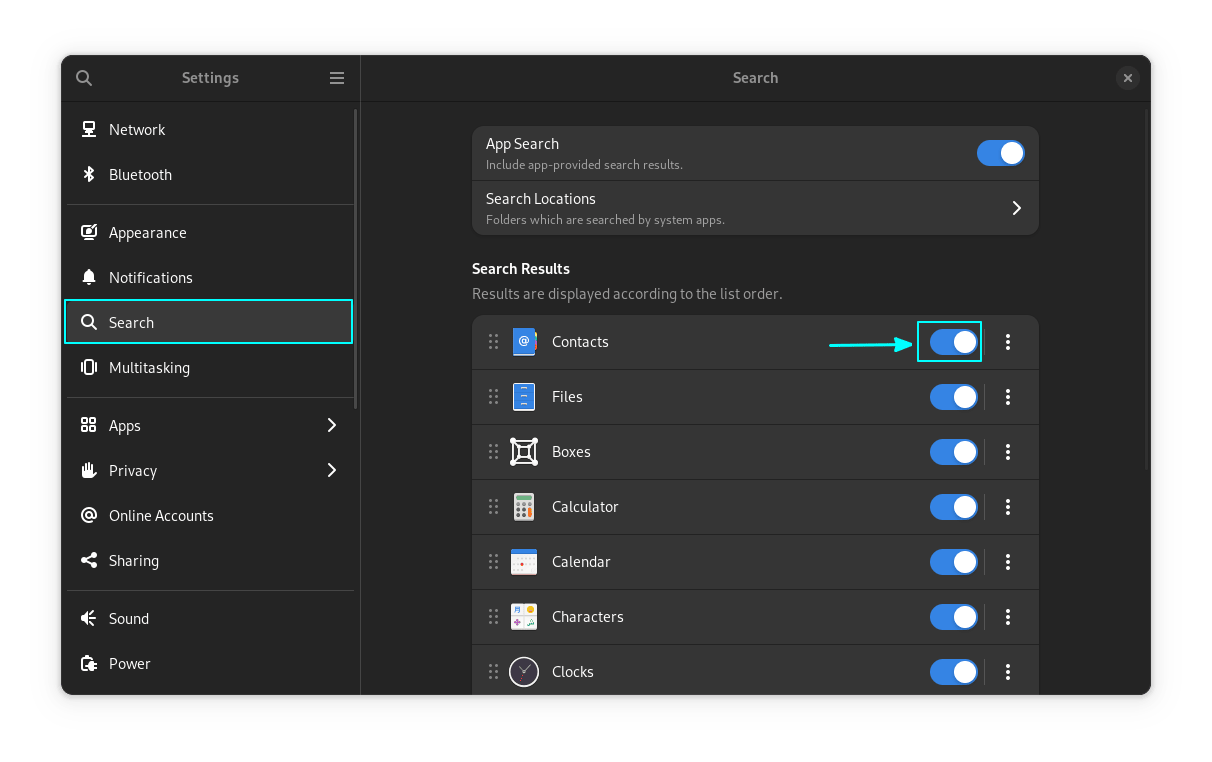 Settings
Search
Network
Bluetooth
Appearance
Notifications
Search
Multitasking
Apps
Privacy
Online Accounts
Sharing
Sound
Power
App Search
Include app-provided search results.
Search Locations
Folders which are searched by system apps.
Search Results
Results are displayed according to the list order.
Contacts
Files
Boxes
Calculator
Calendar
Characters
Clocks